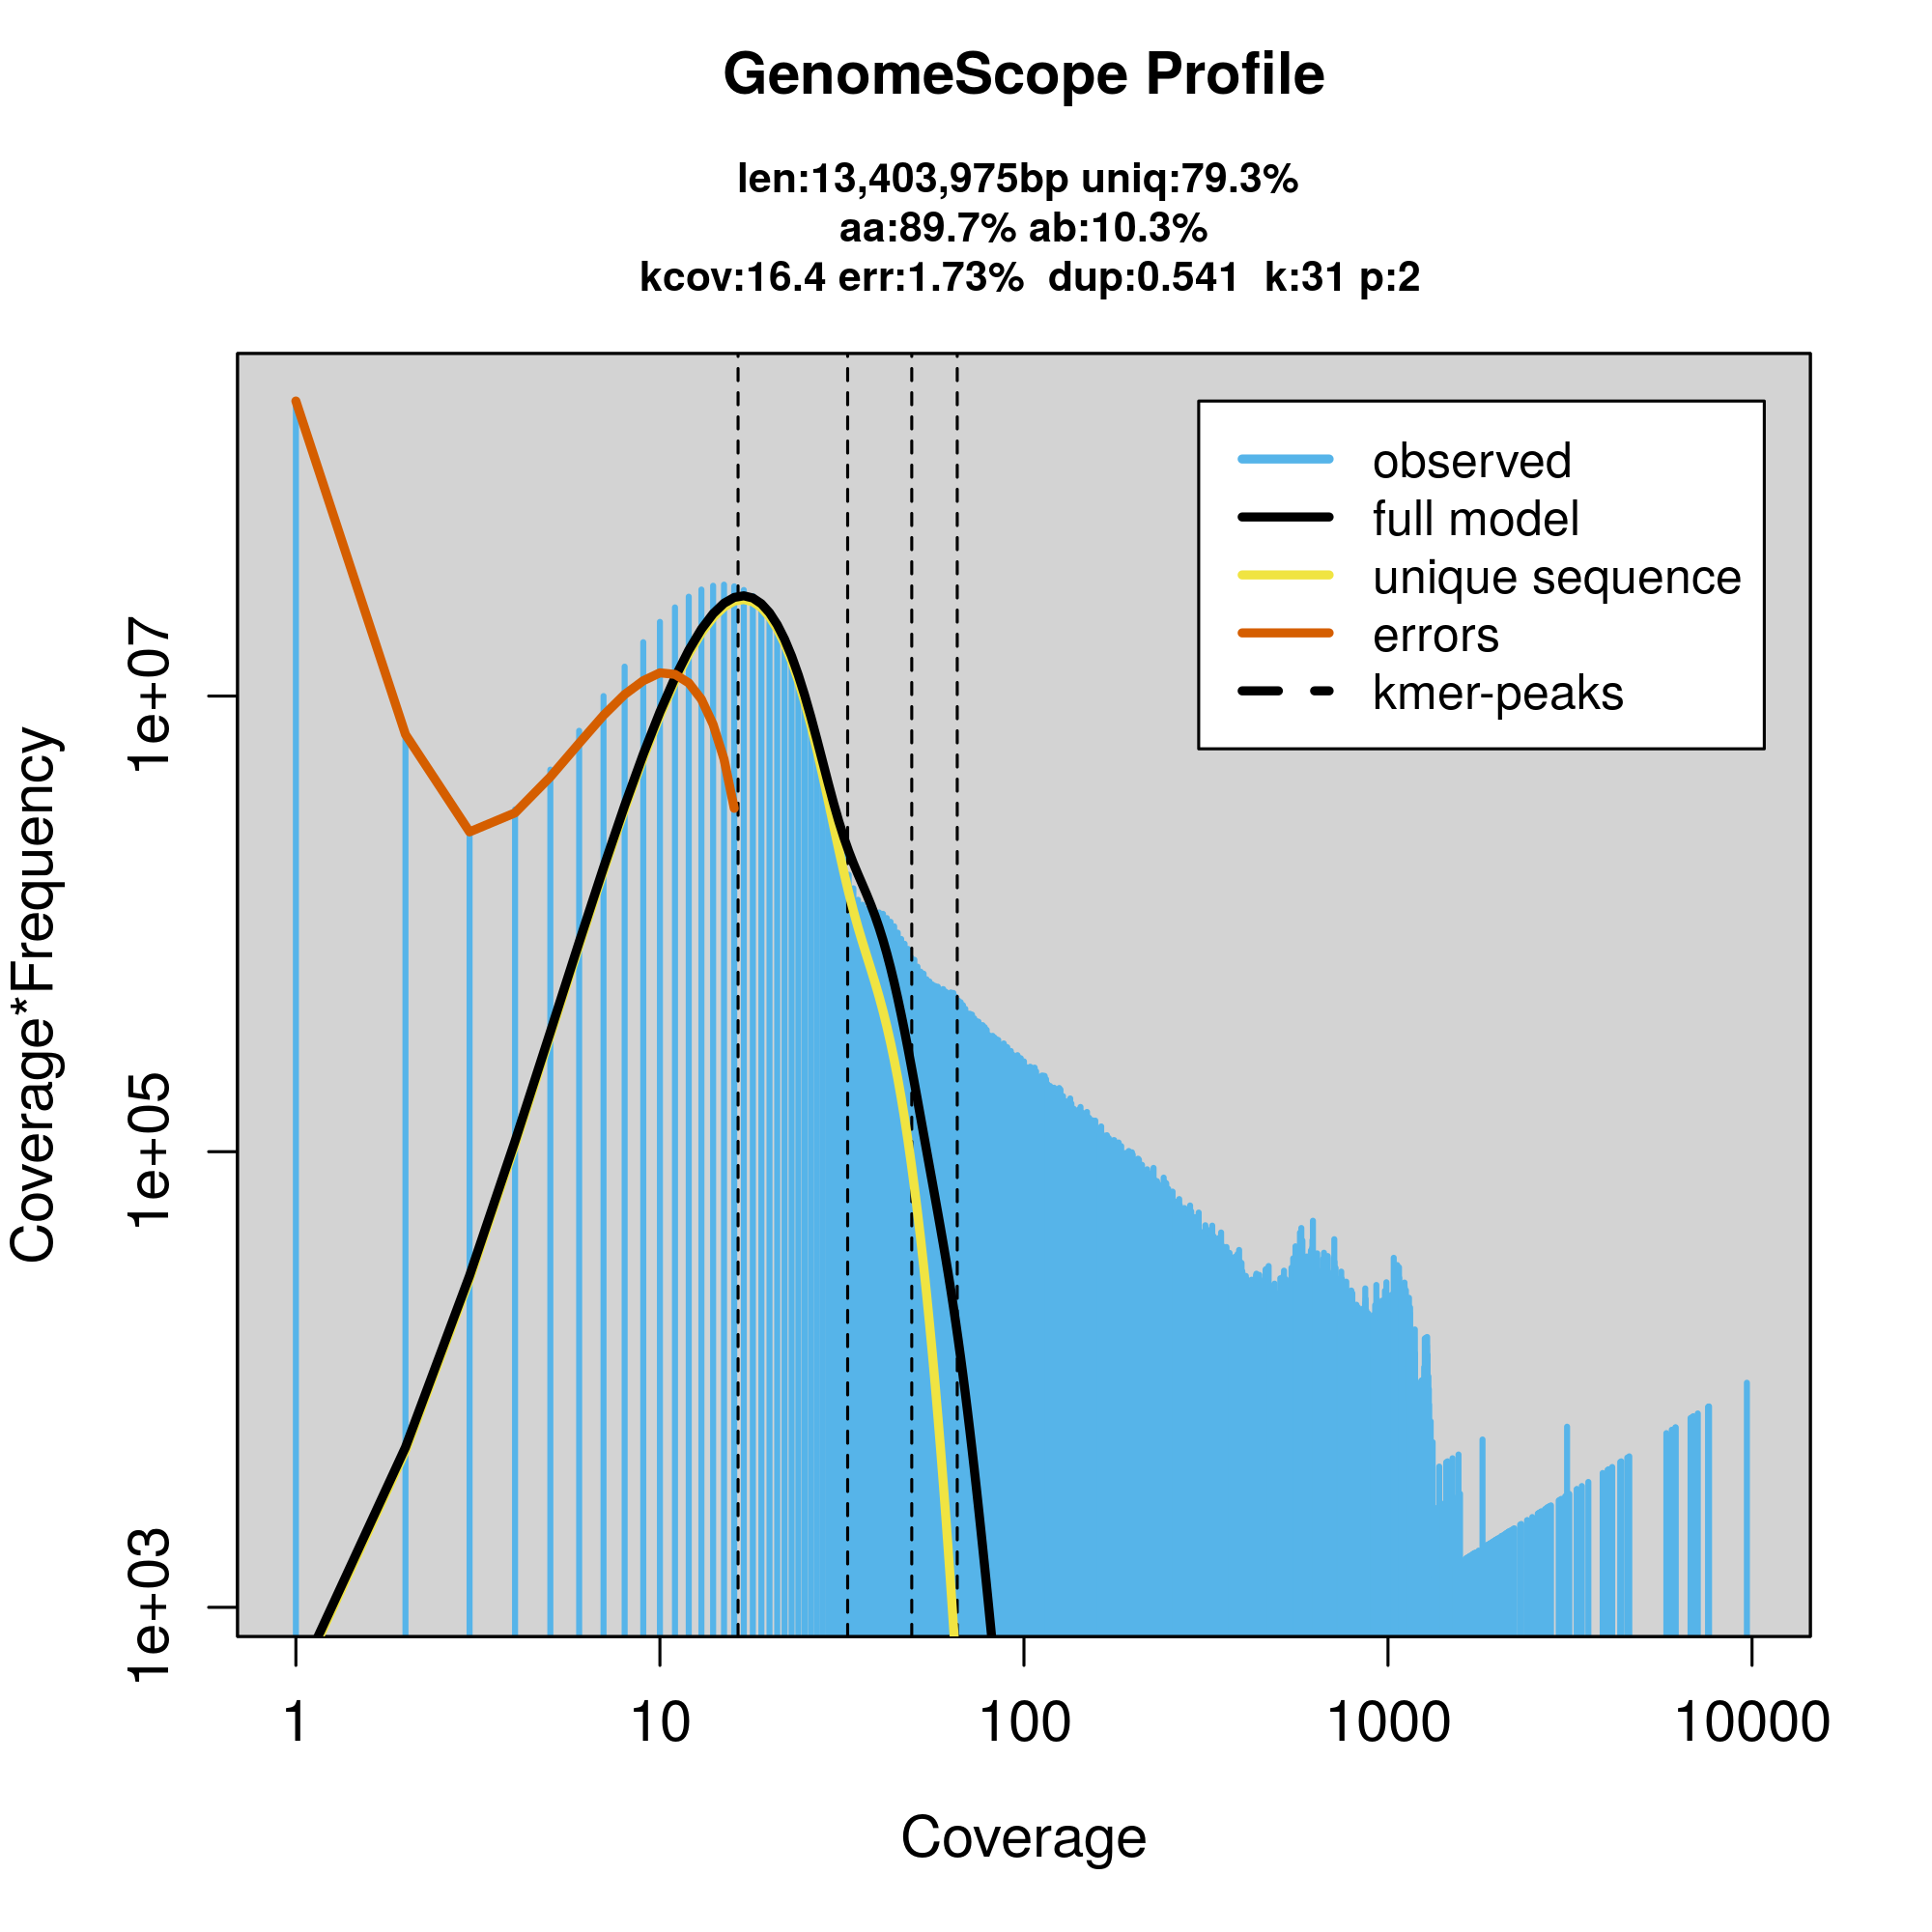 GenomeScope Profile
len:13,403,975bp uniq:79.3%
aa:89.7% ab:10.3%
kcov:16.4 err:1.73% dup:0.541 k:31 p:2
observed
full model
unique sequence
errors
kmer-peaks
Coverage*Frequency
1e+07
1e+05
1e+03
1 10 100 1000 10000
Coverage